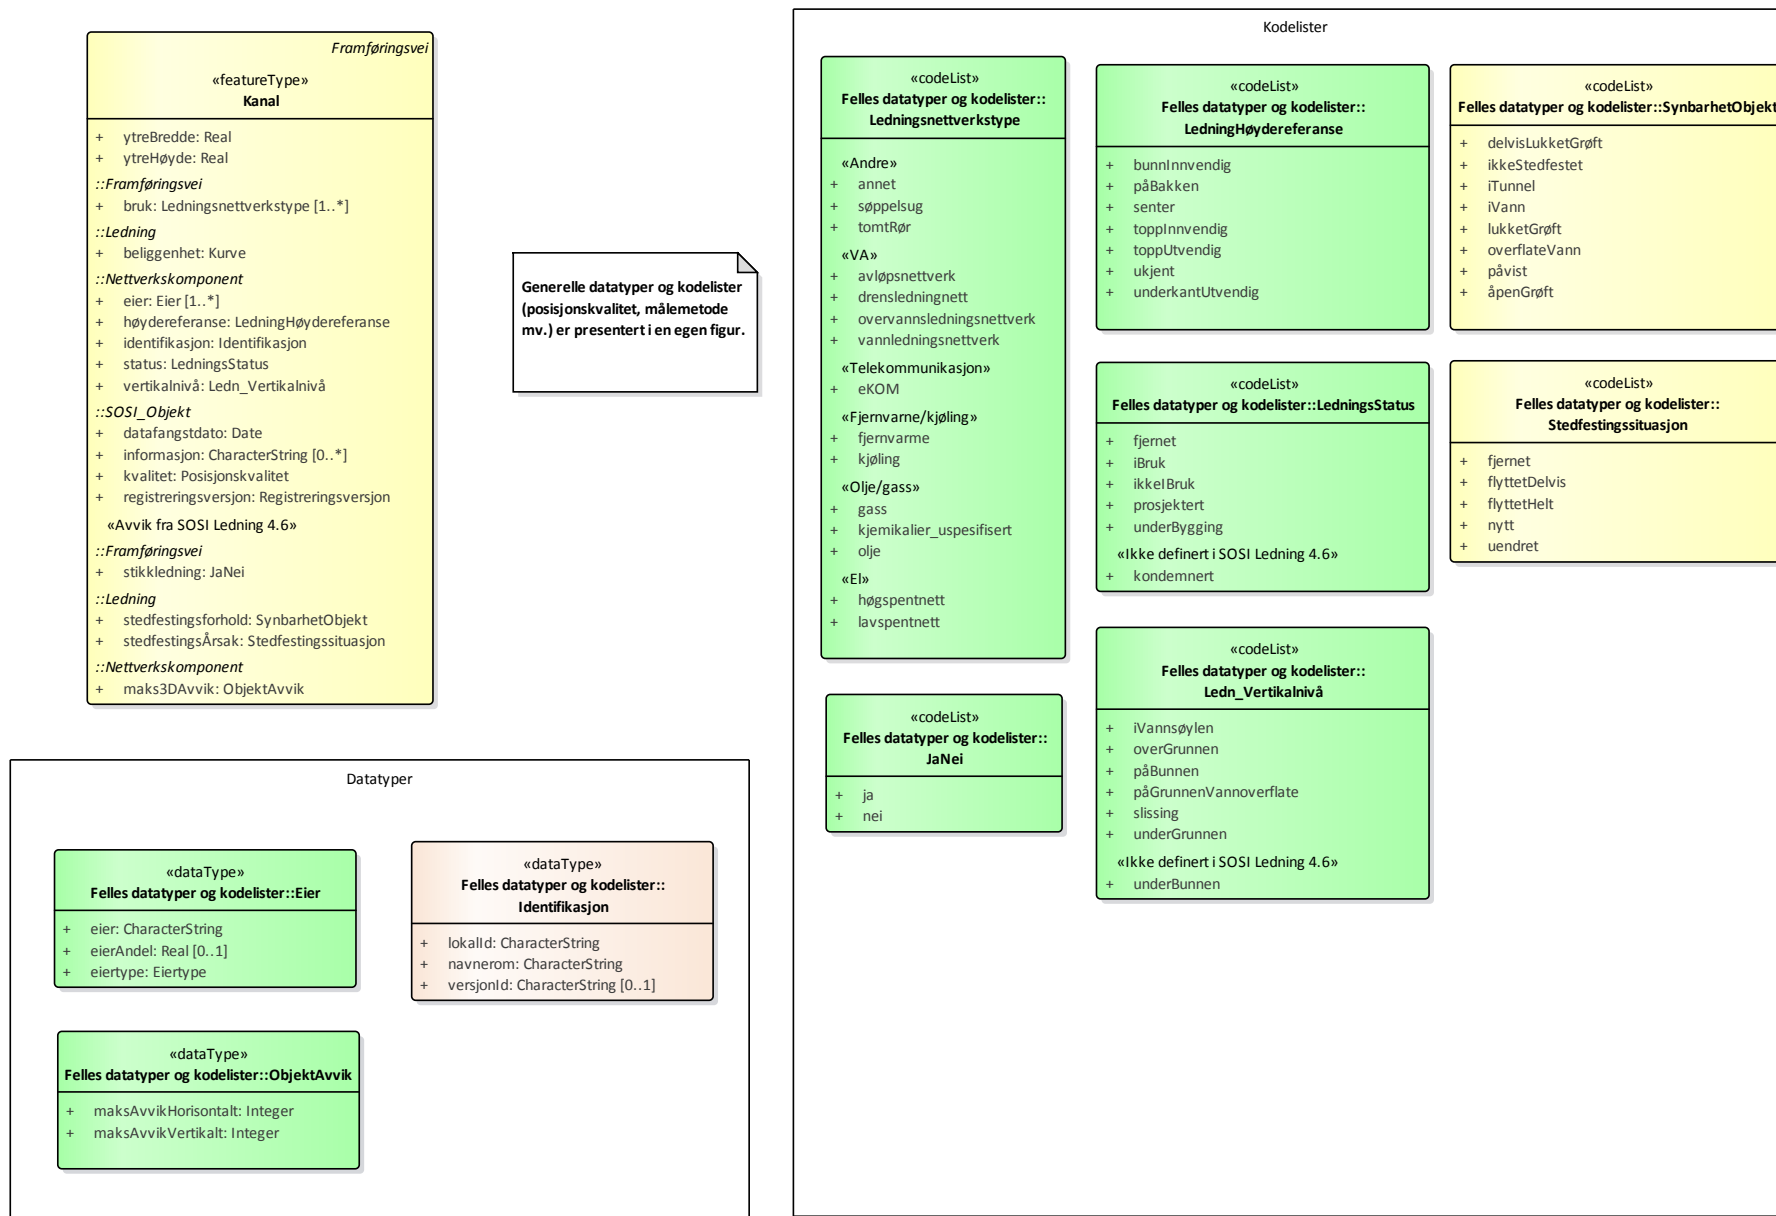 Framføringsvei
«featureType»
Kanal
+ ytreBredde: Real
+ ytreHøyde: Real
::Framføringsvei
+ bruk: Ledningsnettverkstype [1..*]
::Ledning
+ beliggenhet: Kurve
::Nettverkskomponent
+ eier: Eier [1..*]
+ høydereferanse: LedningHøydereferanse
+ identifikasjon: Identifikasjon
+ status: LedningsStatus
+ vertikalnivå: Ledn_Vertikalnivå
::SOSI_Objekt
+ datafangstdato: Date
+ informasjon: CharacterString [0..*]
+ kvalitet: Posisjonskvalitet
+ registreringsversjon: Registreringsversjon
«Avvik fra SOSI Ledning 4.6»
::Framføringsvei
+ stikkledning: JaNei
::Ledning
+ stedfestingsforhold: SynbarhetObjekt
+ stedfestingsÅrsak: Stedfestingssituasjon
::Nettverkskomponent
+ maks3DAvvik: ObjektAvvik
Generelle datatyper og kodelister
(posisjonskvalitet, målemetode
mv.) er presentert i en egen figur.
Datatyper
«dataType»
Felles datatyper og kodelister::Eier
+ eier: CharacterString
+ eierAndel: Real [0..1]
+ eiertype: Eiertype
«dataType»
Felles datatyper og kodelister::
Identifikasjon
+ lokalId: CharacterString
+ navnerom: CharacterString
+ versjonId: CharacterString [0..1]
«dataType»
Felles datatyper og kodelister::ObjektAvvik
+ maksAvvikHorisontalt: Integer
+ maksAvvikVertikalt: Integer
Kodelister
«codeList»
Felles datatyper og kodelister::
Ledningsnettverkstype
«Andre»
+ annet
+ søppelsug
+ tomtRør
«VA»
+ avløpsnettverk
+ drensledningnett
+ overvannsledningsnettverk
+ vannledningsnettverk
«Telekommunikasjon»
+ eKOM
«Fjernvarne/kjøling»
+ fjernvarme
+ kjøling
«Olje/gass»
+ gass
+ kjemikalier_uspesifisert
+ olje
«El»
+ høgspentnett
+ lavspentnett
«codeList»
Felles datatyper og kodelister::
JaNei
+ ja
+ nei
«codeList»
Felles datatyper og kodelister::
LedningHøydereferanse
+ bunnInnvendig
+ påBakken
+ senter
+ toppInnvendig
+ toppUtvendig
+ ukjent
+ underkantUtvendig
«codeList»
Felles datatyper og kodelister::LedningsStatus
+ fjernet
+ iBruk
+ ikkeIBruk
+ prosjektert
+ underBygging
«Ikke definert i SOSI Ledning 4.6»
+ kondemnert
«codeList»
Felles datatyper og kodelister::
Ledn_Vertikalnivå
+ iVannsøylen
+ overGrunnen
+ påBunnen
+ påGrunnenVannoverflate
+ slissing
+ underGrunnen
«Ikke definert i SOSI Ledning 4.6»
+ underBunnen
«codeList»
Felles datatyper og kodelister::SynbarhetObjekt
+ delvisLukketGrøft
+ ikkeStedfestet
+ iTunnel
+ iVann
+ lukketGrøft
+ overflateVann
+ påvist
+ åpenGrøft
«codeList»
Felles datatyper og kodelister::
Stedfestingssituasjon
+ fjernet
+ flyttetDelvis
+ flyttetHelt
+ nytt
+ uendret